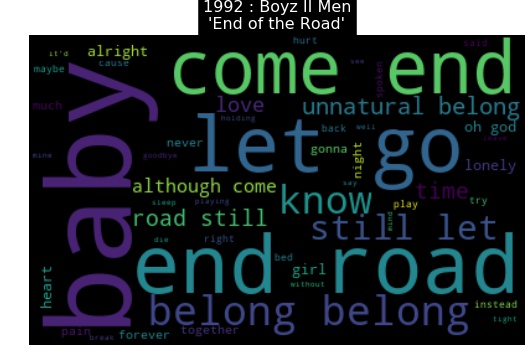 1992 : Boyz II Men
'End of the Road'
it'd
alright
hurt
said
maybe
cause
come end
see
spoken
much
love
unnatural belong
holding
never
let go
back
well
oh god
mine
goodbye
gonna
night
lonely
baby
although come
say
know
time
try
sleep
playing
play
road still
mind
still let
die
right
end road
bed
girl
without
heart
belong belong
instead
tight
pain
break
forever
together